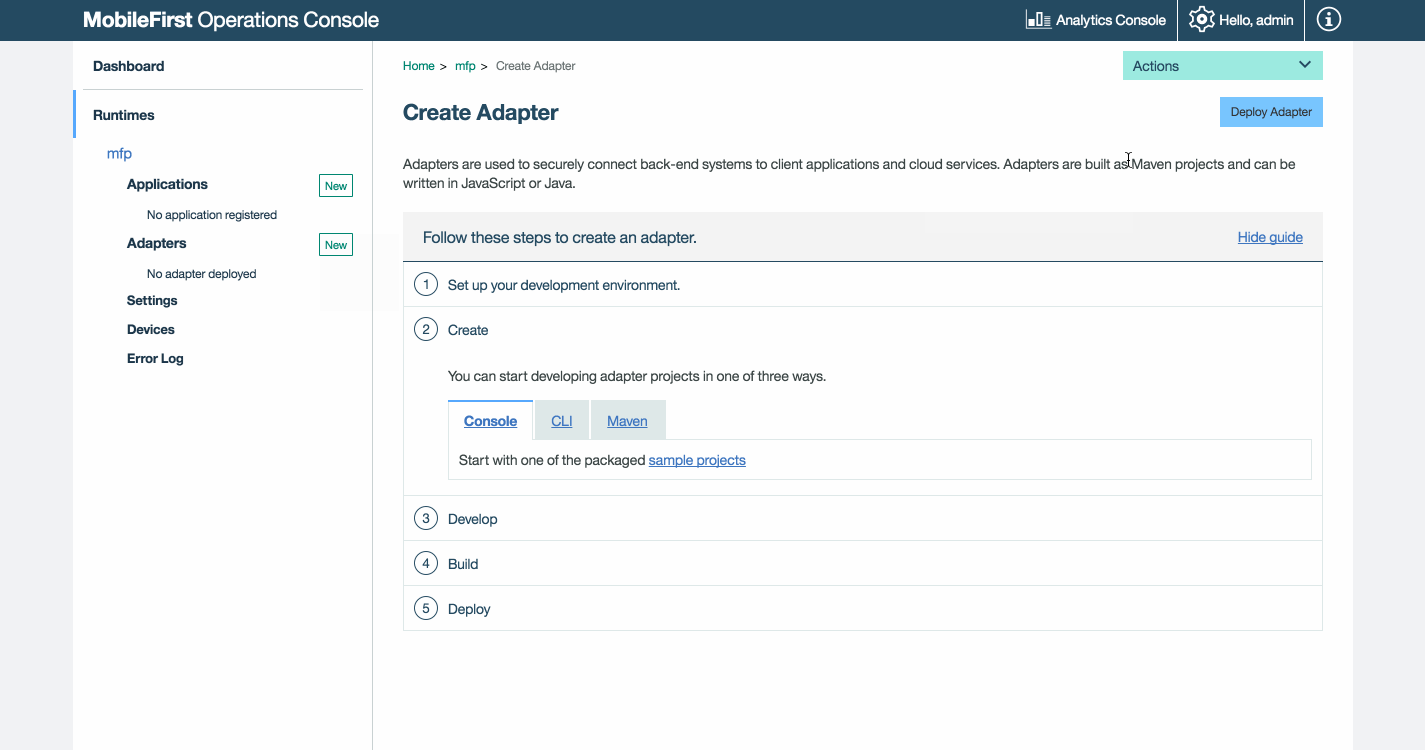 MobileFirst Operations Console
Analytics Console
Hello, admin
Dashboard
Runtimes
mfp
Applications
New
No application registered
Adapters
New
No adapter deployed
Settings
Devices
Error Log
Home > mfp > Create Adapter
Actions
Create Adapter
Deploy Adapter
Adapters are used to securely connect back-end systems to client applications and cloud services. Adapters are built as Maven projects and can be
written in JavaScript or Java.
Follow these steps to create an adapter.
Hide guide
1 Set up your development environment.
2 Create
You can start developing adapter projects in one of three ways.
Console CLI Maven
Start with one of the packaged sample projects
3 Develop
4 Build
5 Deploy